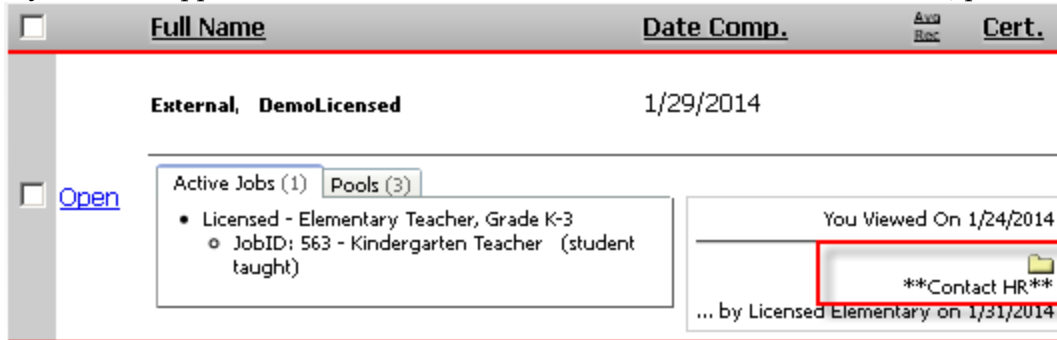 Full Name Date Comp. Avg Rec Cert.
External, DemoLicensed 1/29/2014
Open
Active Jobs (1) Pools (3)
• Licensed - Elementary Teacher, Grade K-3
o JobID: 563 - Kindergarten Teacher (student
taught)
You Viewed On 1/24/2014
**Contact HR**
... by Licensed Elementary on 1/31/2014